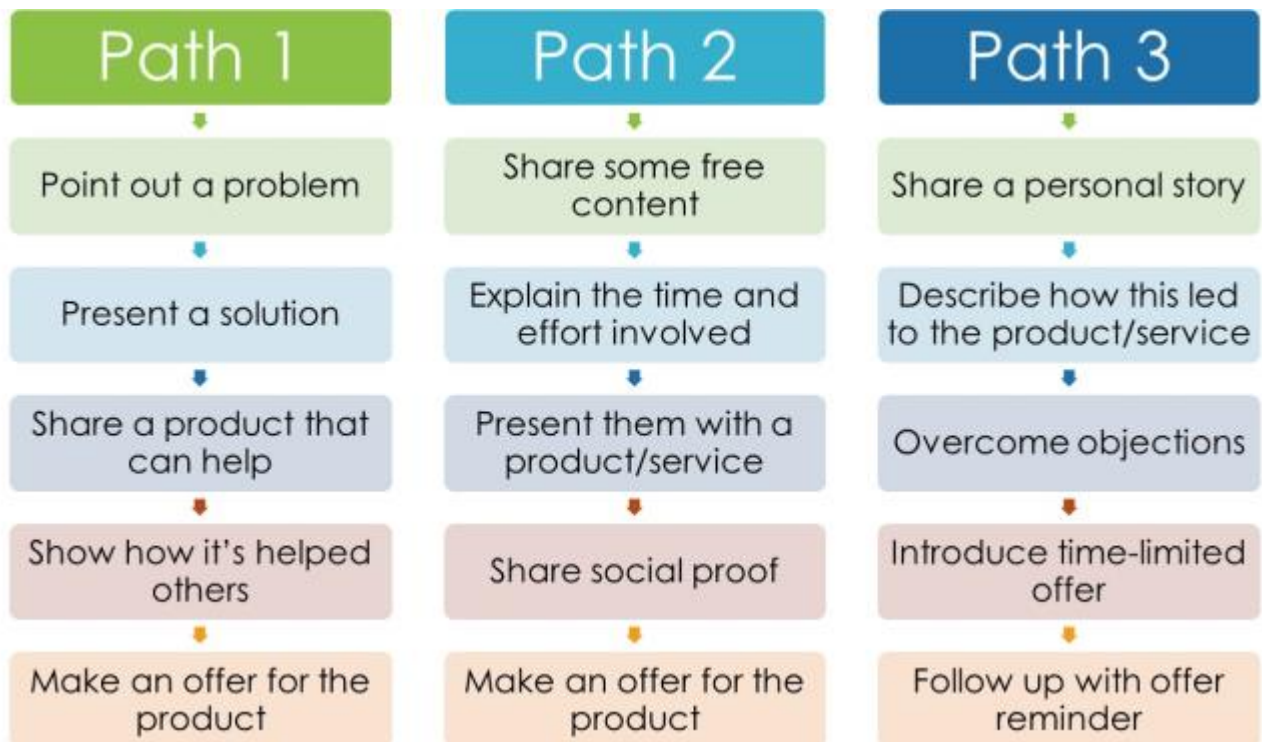 Path 1
Point out a problem
Present a solution
Share a product that
can help
Show how it's helped
others
Make an offer for the
product
Path 2
Share some free
content
Explain the time and
effort involved
Present them with a
product/service
Share social proof
Make an offer for the
product
Path 3
Share a personal story
Describe how this led
to the product/service
Overcome objections
Introduce time-limited
offer
Follow up with offer
reminder